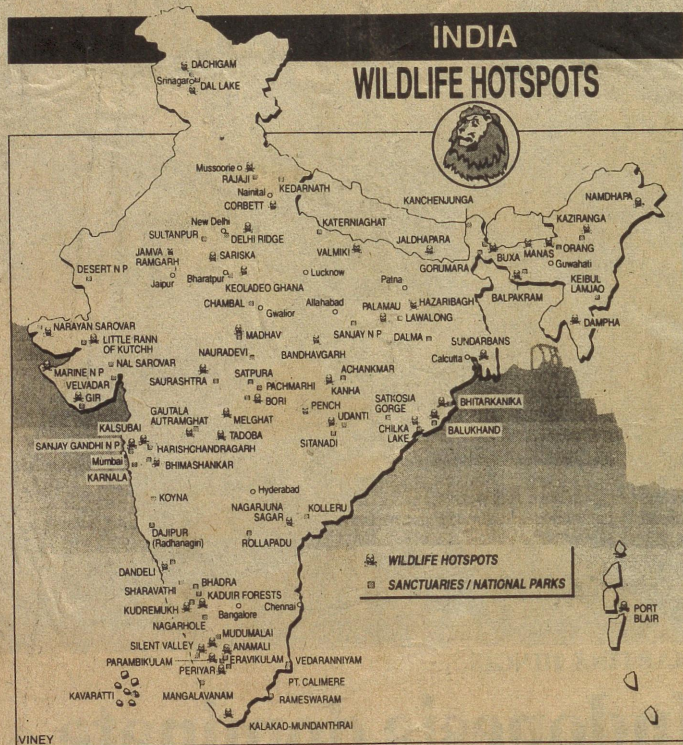 INDIA
WILDLIFE HOTSPOTS
DACHIGAM
Srinagar
DAL LAKE
Mussoorie
RAJAJI
KEDARNATH
Nainital
CORBETT
KANCHENJUNGA
NAMDHAPA
KATERNIAGHAT
KAZIRANGA
New Delhi
SULTANPUR
DELHI RIDGE
VALMIKI
JALDHAPARA
BUXA
MANAS
ORANG
JAMVA
RAMGARH
SARISKA
GORUMARA
Guwahati
DESERT N P
Jaipur
Bharatpur
Lucknow
Patna
KEIBUL
LAMJAO
KEOLADEO GHANA
BALPAKRAM
CHAMBAL
Gwalior
Allahabad
PALAMAU
HAZARIBAGH
LAWALONG
DAMPHA
NARAYAN SAROVAR
LITTLE RANN
OF KUTCHH
MADHAV
SANJAY N P
DALMA
SUNDARBANS
NAURADEVI
BANDHAVGARH
Calcutta
MARINE N P
NAL SAROVAR
VELVADAR
SAURASHTRA
SATPURA
PACHMARHI
ACHANKMAR
KANHA
GIR
BORI
PENCH
SATKOSIA
GORGE
BHITARKANIKA
KALSUBAI
GAUTALA
AUTRAMGHAT
MELGHAT
UDANTI
CHILKA
LAKE
BALUKHAND
SANJAY GANDHI N P
TADOBA
SITANADI
HARISHCHANDRAGARH
Mumbai
BHIMASHANKAR
KARNALA
KOYNA
Hyderabad
NAGARJUNA
SAGAR
KOLLERU
DAJIPUR
(Radhanagiri)
ROLLAPADU
WILDLIFE HOTSPOTS
SANCTUARIES / NATIONAL PARKS
DANDELI
BHADRA
SHARAVATHI
KADUIR FORESTS
KUDREMUKH
Bangalore
Chennai
PORT
BLAIR
NAGARHOLE
MUDUMALAI
SILENT VALLEY
ANAMALI
PARAMBIKULAM
ERAVIKULAM
VEDARANNIYAM
PERIYAR
PT. CALIMERE
KAVARATTI
MANGALAVANAM
RAMESWARAM
KALAKAD-MUNDANTHRAI
VINEY